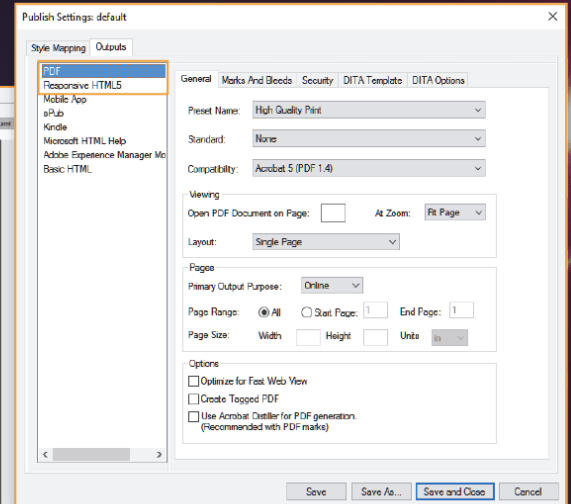 Publish Settings: default
Style Mapping
Outputs
PDF
Responsive HTML5
Mobile App
ePub
Kindle
Microsoft HTML Help
Adobe Experience Manager Mo
Basic HTML
General
Marks And Bleeds
Security
DITA Template
DITA Options
Preset Name: High Quality Print
Standard: None
Compatibility: Acrobat 5 (PDF 1.4)
Viewing
Open PDF Document on Page:
At Zoom: Fit Page
Layout: Single Page
Pages
Primary Output Purpose: Online
Page Range: All Start Page: 1 End Page: 1
Page Size: Width Height Units in
Options
Optimize for Fast Web View
Create Tagged PDF
Use Acrobat Distiller for PDF generation.
(Recommended with PDF marks)
Save
Save As...
Save and Close
Cancel